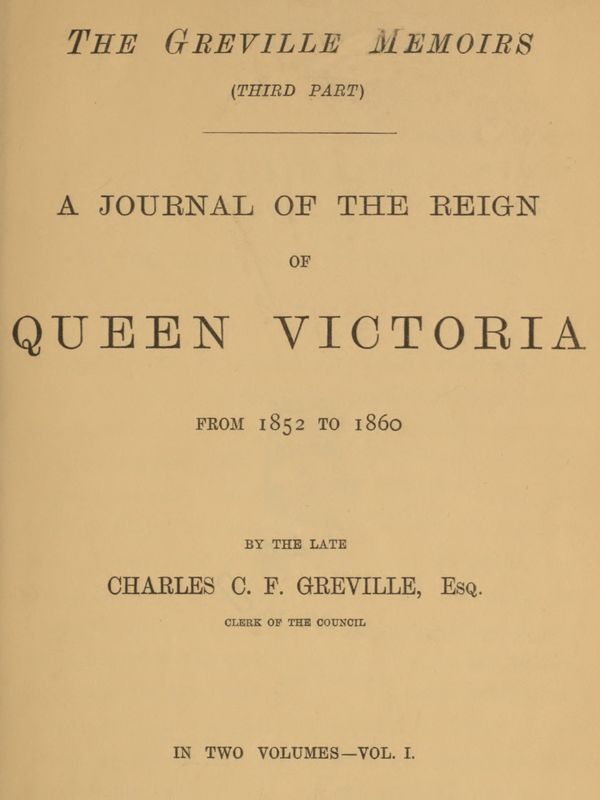 THE GREVILLE MEMOIRS
(THIRD PART)
A JOURNAL OF THE REIGN
OF
QUEEN VICTORIA
FROM 1852 TO 1860
BY THE LATE
CHARLES C. F. GREVILLE, ESQ.
CLERK OF THE COUNCIL
IN TWO VOLUMES—VOL. I.